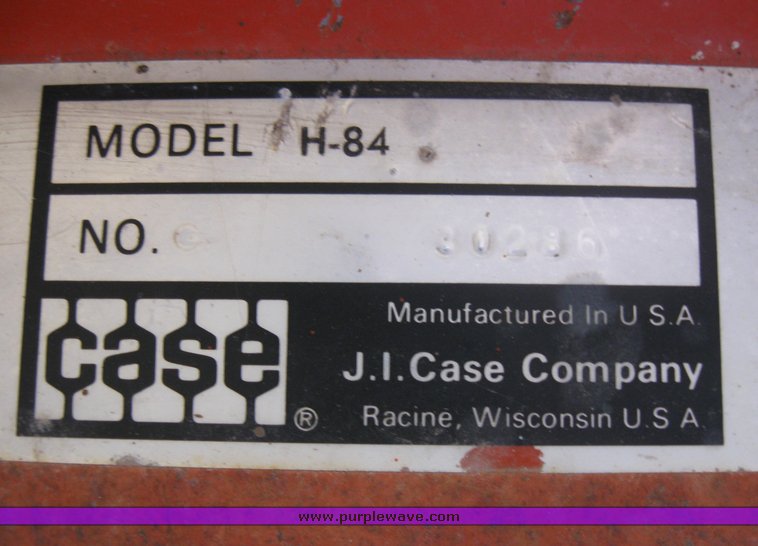 MODEL H-84
NO.
case ®
Manufactured In U S.A.
J.I.Case Company
Racine, Wisconsin U.S A
www.purplewave.com